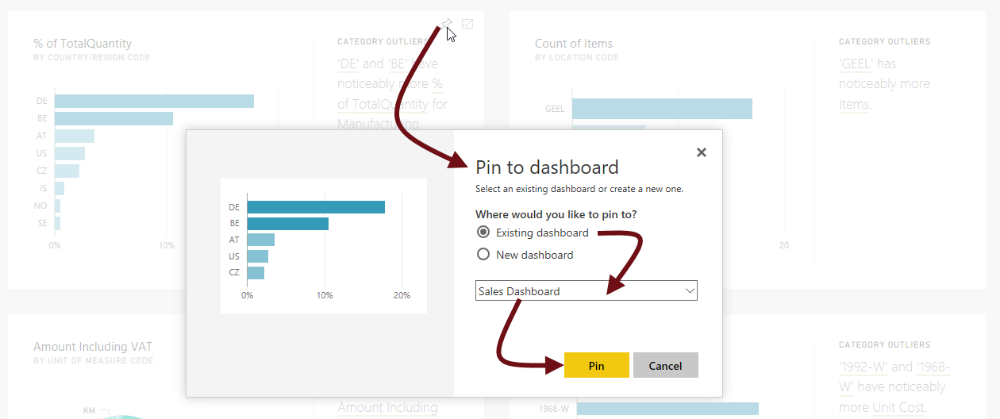 % of TotalQuantity
BY COUNTRY/REGION CODE
DE
BE
AT
US
CZ
IS
NO
SE
0%
10%
CATEGORY OUTLIERS
'DE' and 'BE' have
noticeably more %
of TotalQuantity for
Manufacturing
Count of Items
BY LOCATION CODE
GEEL
20
CATEGORY OUTLIERS
'GEEL' has
noticeably more
Items.
DE
BE
AT
US
CZ
0%
10%
20%
Pin to dashboard
Select an existing dashboard or create a new one.
Where would you like to pin to?
Existing dashboard
New dashboard
Sales Dashboard
Pin
Cancel
Amount Including VAT
BY UNIT OF MEASURE CODE
KM
Amount Including
1968-W
CATEGORY OUTLIERS
'1992-W' and '1968-
W' have noticeably
more Unit Cost.